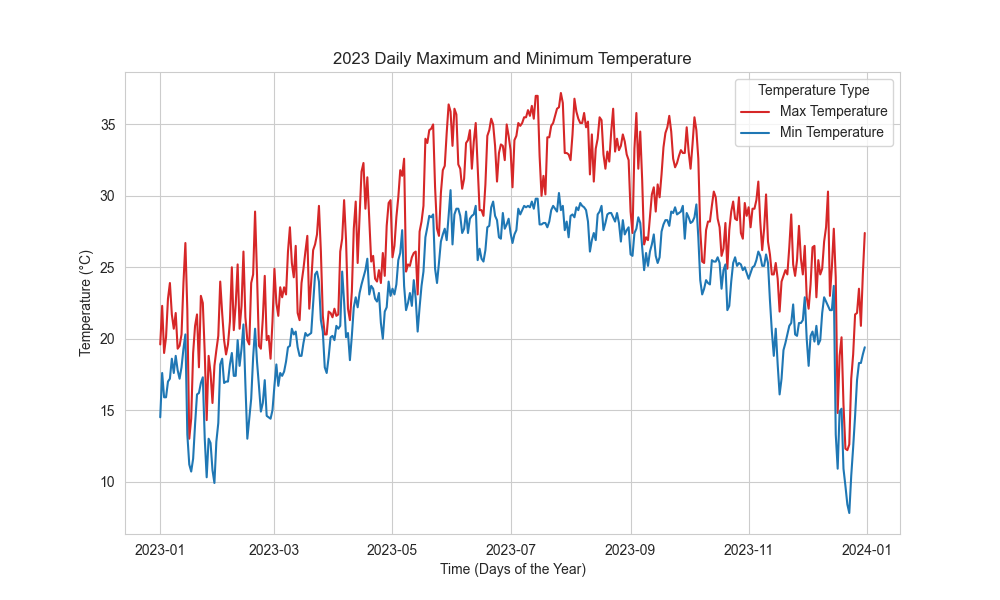 2023 Daily Maximum and Minimum Temperature
Temperature Type
Max Temperature
Min Temperature
Temperature (°C)
35
30
25
20
15
10
2023-01
2023-03
2023-05
2023-07
2023-09
2023-11
2024-01
Time (Days of the Year)